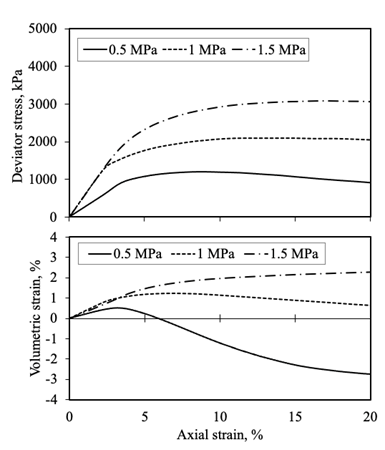 5000
4000
3000
2000
1000
0
Deviator stress, kPa
0.5 MPa 1 MPa 1.5 MPa
4
3
2
1
0
-1
-2
-3
-4
Volumetric strain, %
0.5 MPa 1 MPa 1.5 MPa
0 5 10 15 20
Axial strain, %